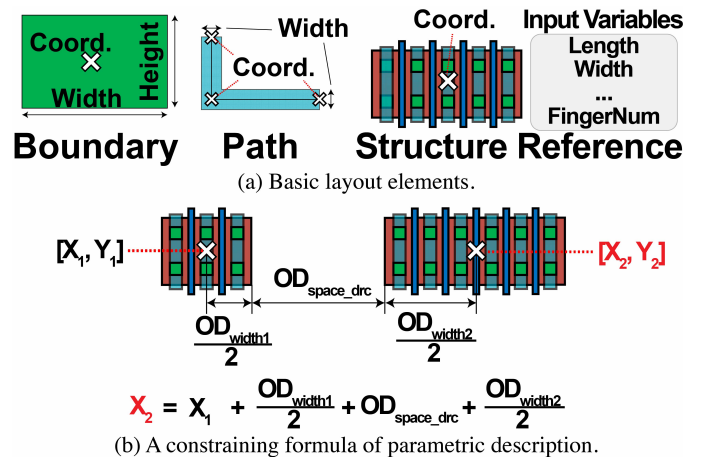 Coord.
Width
Height
Boundary
Width
Coord.
Path
Coord.
Structure Reference
Input Variables
Length
Width
...
FingerNum
(a) Basic layout elements.
[X1, Y1]
ODspace_drc
[X2, Y2]
ODwidth1
2
ODwidth2
2
X2 = X1 + ODwidth1/2 + ODspace_drc + ODwidth2/2
(b) A constraining formula of parametric description.